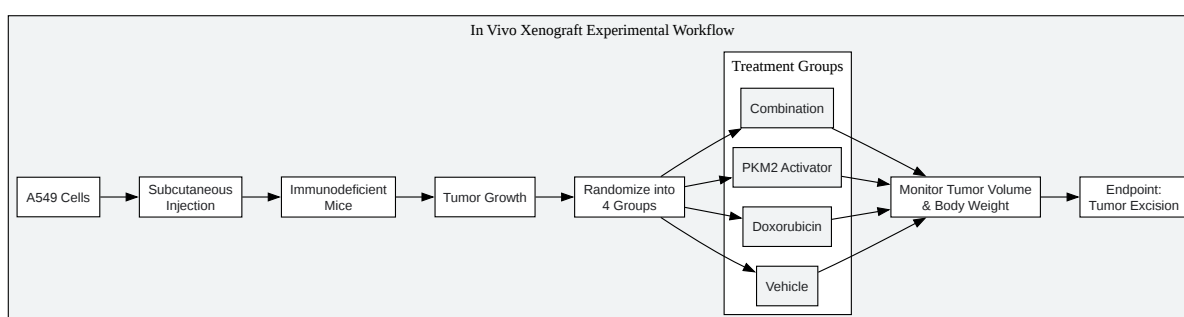 In Vivo Xenograft Experimental Workflow
Treatment Groups
A549 Cells
Subcutaneous
Injection
Immunodeficient
Mice
Tumor Growth
Randomize into
4 Groups
Combination
PKM2 Activator
Doxorubicin
Vehicle
Monitor Tumor Volume
& Body Weight
Endpoint:
Tumor Excision